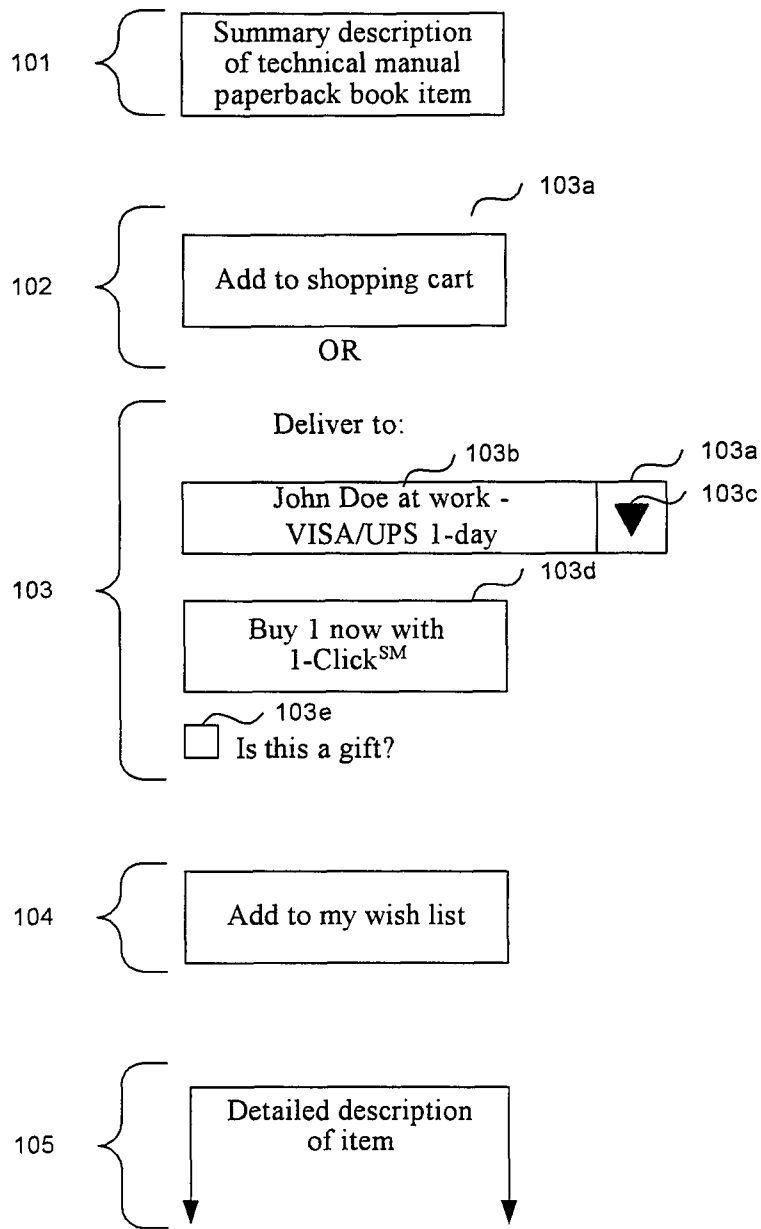 101
Summary description
of technical manual
paperback book item
103a
102
Add to shopping cart
OR
103
Deliver to:
103b
103a
John Doe at work -
VISA/UPS 1-day
103c
103d
Buy 1 now with
1-Click℠
103e
Is this a gift?
104
Add to my wish list
105
Detailed description
of item